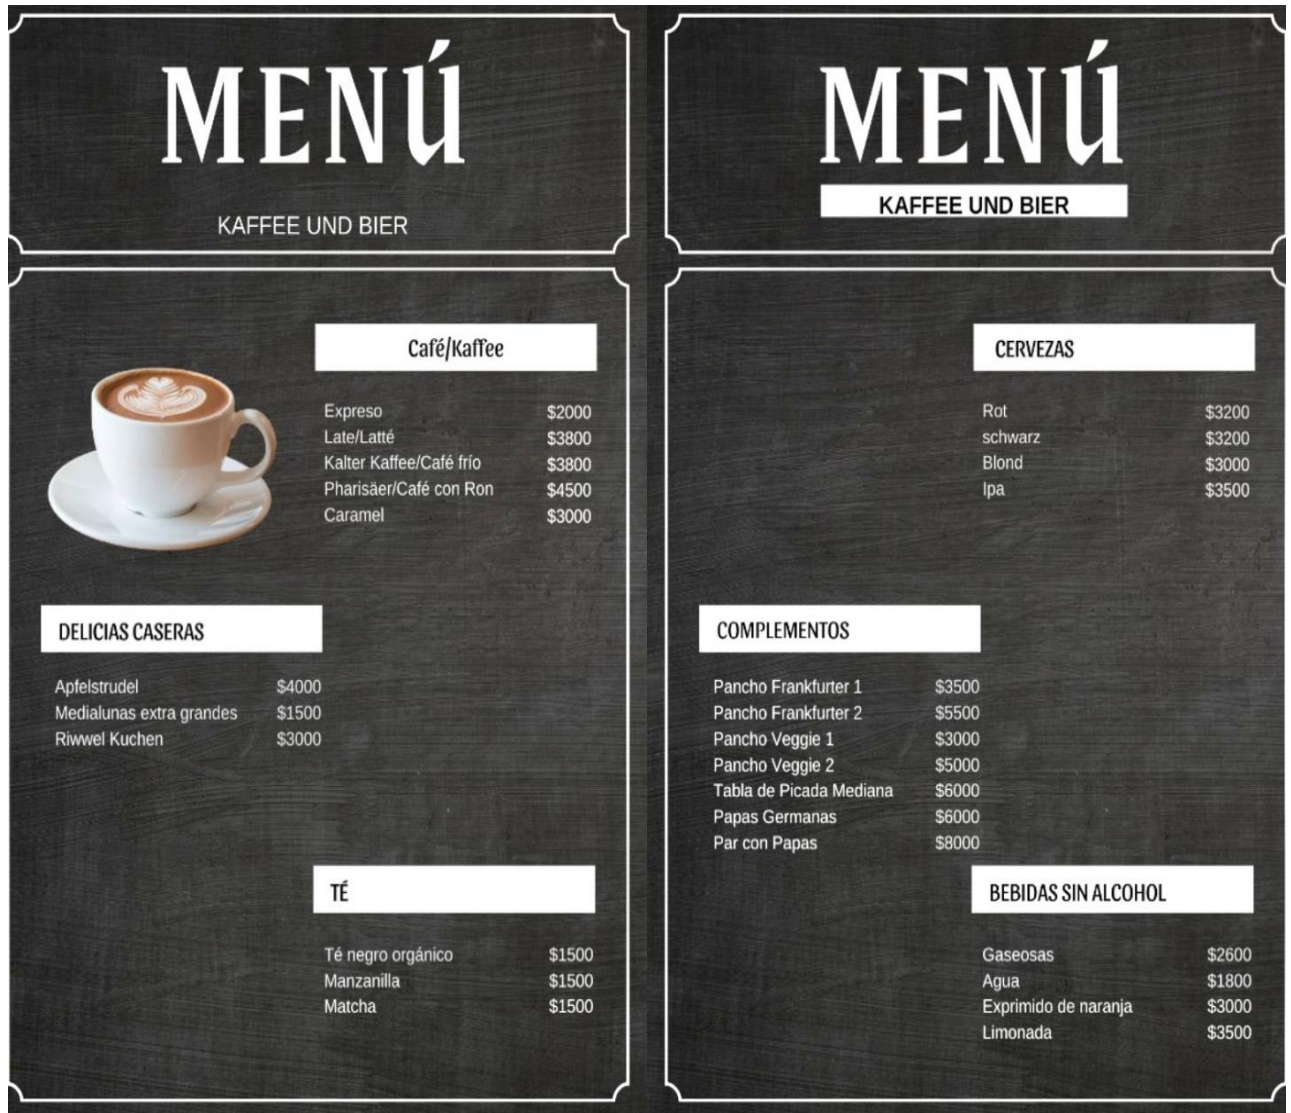 MENÚ
KAFFEE UND BIER
Café/Kaffee
Expreso $2000
Late/Latté $3800
Kalter Kaffee/Café frío $3800
Pharisäer/Café con Ron $4500
Caramel $3000
DELICIAS CASERAS
Apfelstrudel $4000
Medialunas extra grandes $1500
Riwwel Kuchen $3000
TÉ
Té negro orgánico $1500
Manzanilla $1500
Matcha $1500
MENÚ
KAFFEE UND BIER
CERVEZAS
Rot $3200
schwarz $3200
Blond $3000
Ipa $3500
COMPLEMENTOS
Pancho Frankfurter 1 $3500
Pancho Frankfurter 2 $5500
Pancho Veggie 1 $3000
Pancho Veggie 2 $5000
Tabla de Picada Mediana $6000
Papas Germanas $6000
Par con Papas $8000
BEBIDAS SIN ALCOHOL
Gaseosas $2600
Agua $1800
Exprimido de naranja $3000
Limonada $3500